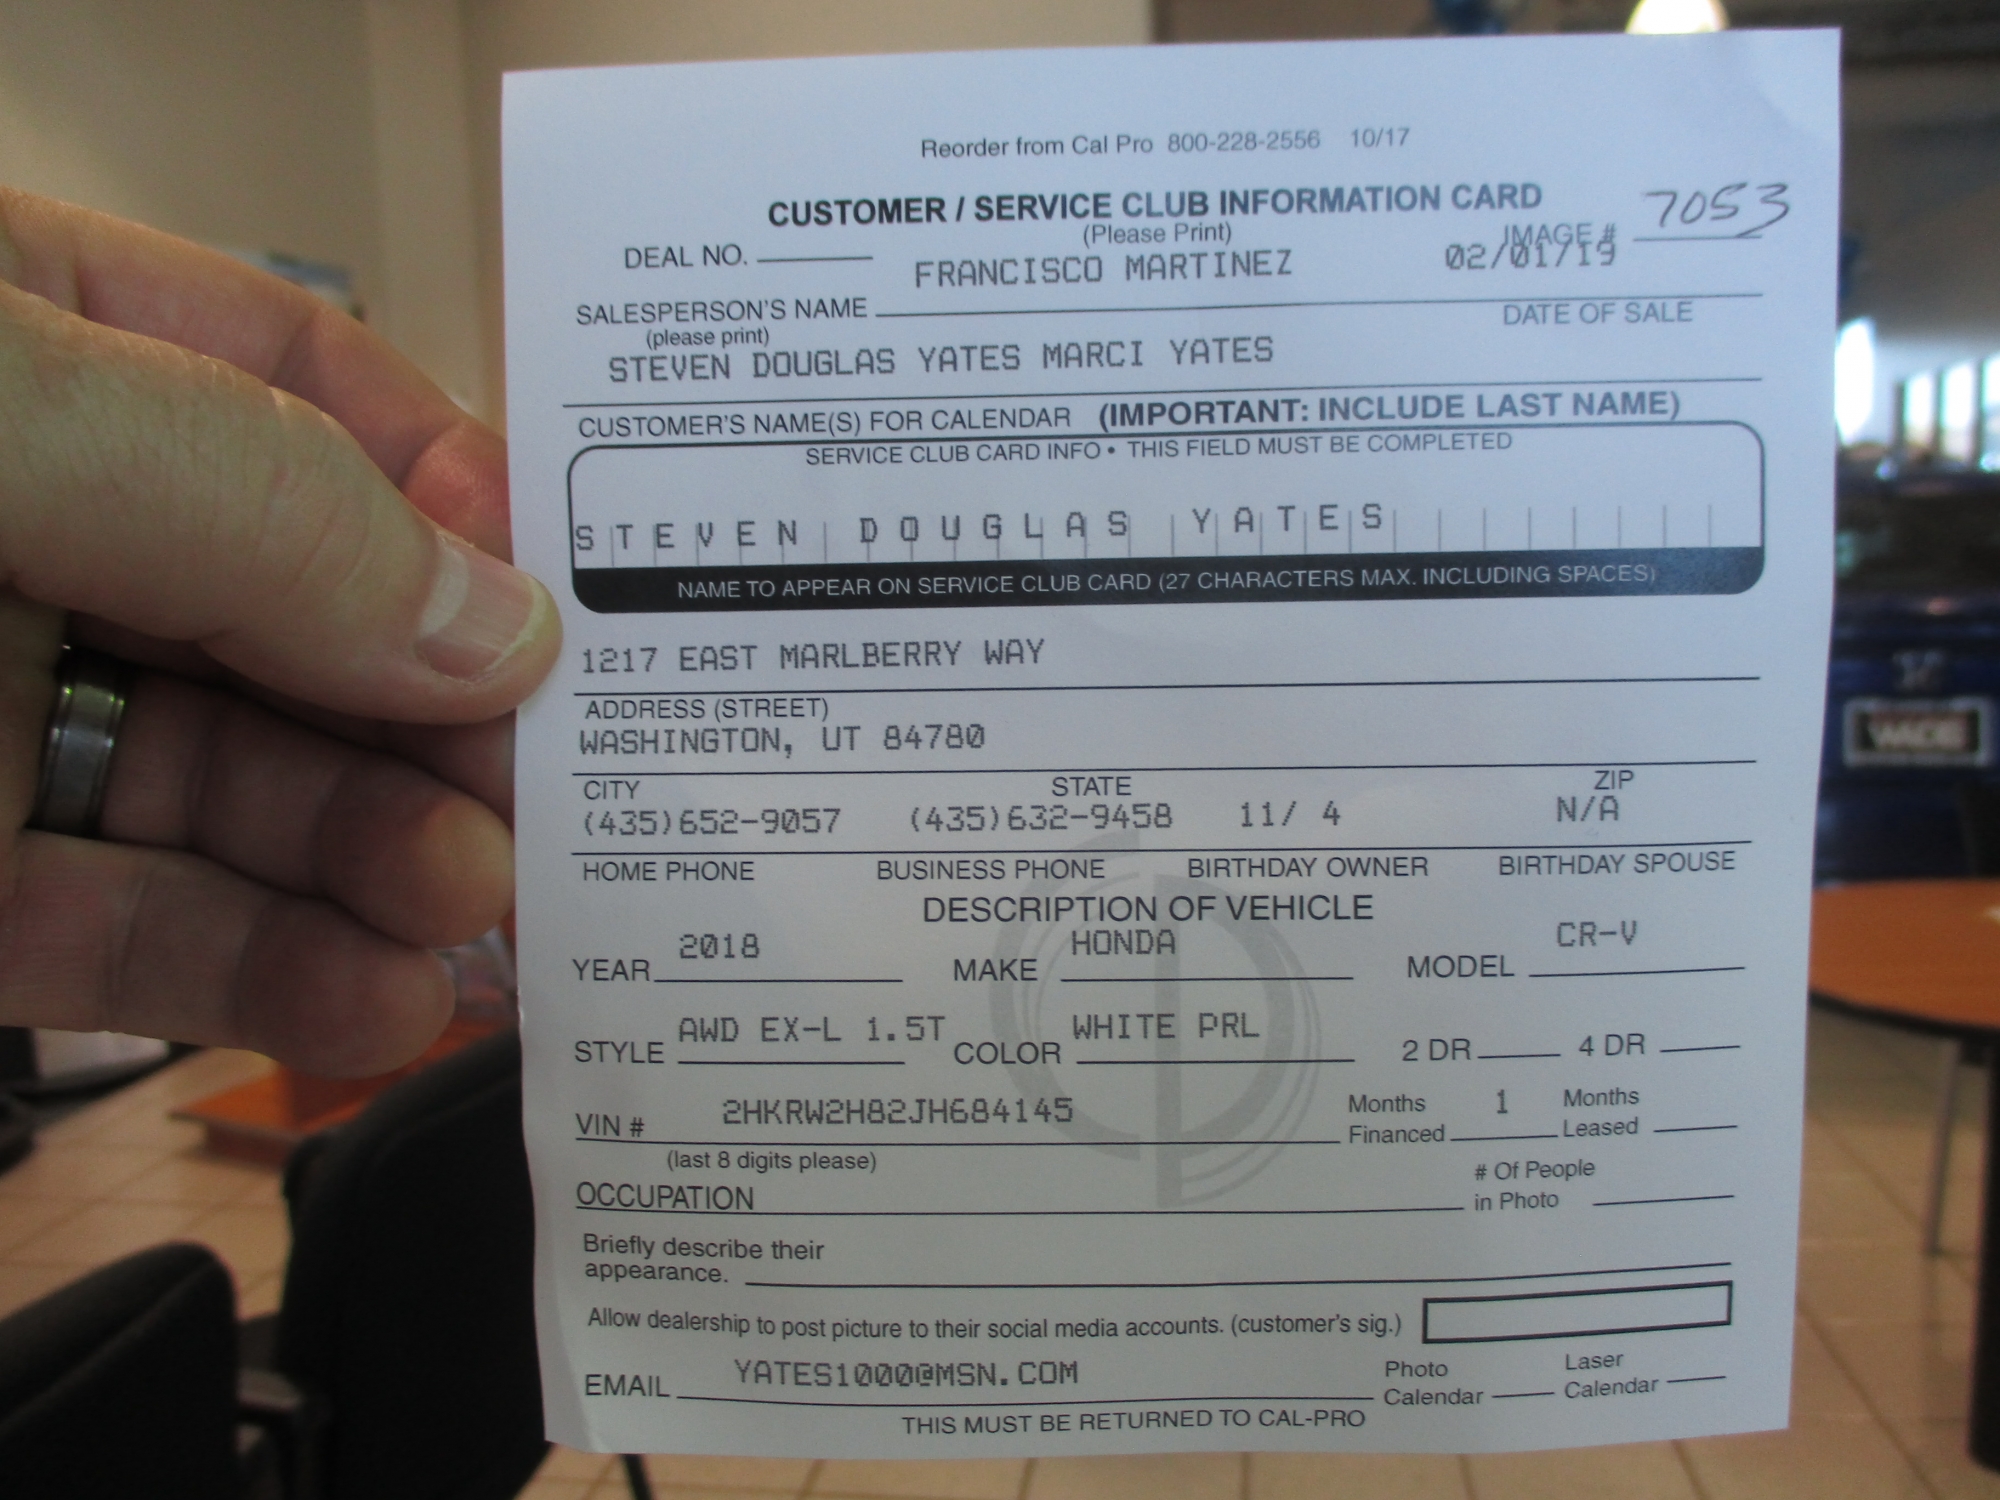 Reorder from Cal Pro 800-228-2556 10/17
CUSTOMER / SERVICE CLUB INFORMATION CARD
(Please Print)
IMAGE # 7053
DEAL NO.
FRANCISCO MARTINEZ 02/01/19
SALESPERSON'S NAME DATE OF SALE
(please print)
STEVEN DOUGLAS YATES MARCI YATES
CUSTOMER'S NAME(S) FOR CALENDAR (IMPORTANT: INCLUDE LAST NAME)
SERVICE CLUB CARD INFO • THIS FIELD MUST BE COMPLETED
STEVEN DOUGLAS YATES
NAME TO APPEAR ON SERVICE CLUB CARD (27 CHARACTERS MAX. INCLUDING SPACES)
1217 EAST MARLBERRY WAY
ADDRESS (STREET)
WASHINGTON, UT 84780
CITY STATE ZIP
(435)652-9057 (435)632-9458 11/ 4 N/A
HOME PHONE BUSINESS PHONE BIRTHDAY OWNER BIRTHDAY SPOUSE
DESCRIPTION OF VEHICLE
YEAR 2018 MAKE HONDA MODEL CR-V
STYLE AWD EX-L 1.5T COLOR WHITE PRL 2 DR 4 DR
VIN # 2HKRW2H82JH684145 Months Financed 1 Months Leased
(last 8 digits please)
OCCUPATION # Of People in Photo
Briefly describe their
appearance.
Allow dealership to post picture to their social media accounts. (customer's sig.)
EMAIL YATES1000@MSN.COM Photo Calendar Laser Calendar
THIS MUST BE RETURNED TO CAL-PRO